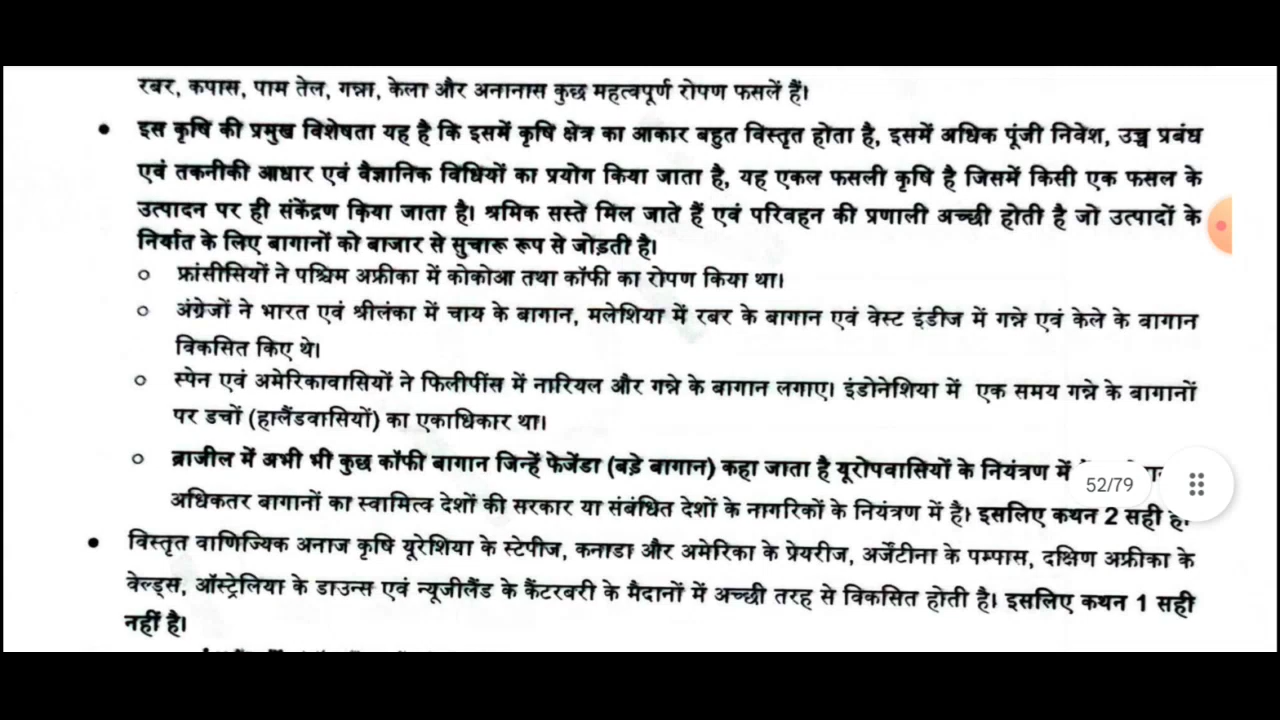 रबर, कपास, पाम तेल, गन्ना, केला और अनानास कुछ महत्वपूर्ण रोपण फसलें हैं।
• इस कृषि की प्रमुख विशेषता यह है कि इसमें कृषि क्षेत्र का आकार बहुत विस्तृत होता है, इसमें अधिक पूंजी निवेश, उच्च प्रबंध
एवं तकनीकी आधार एवं वैज्ञानिक विधियों का प्रयोग किया जाता है, यह एकल फसली कृषि है जिसमें किसी एक फसल के
उत्पादन पर ही संकेंद्रण किया जाता है। श्रमिक सस्ते मिल जाते हैं एवं परिवहन की प्रणाली अच्छी होती है जो उत्पादों के
निर्यात के लिए बागानों को बाजार से सुचारू रूप से जोड़ती है।
○ फ्रांसीसियों ने पश्चिम अफ्रीका में कोकोआ तथा कॉफी का रोपण किया था।
○ अंग्रेजों ने भारत एवं श्रीलंका में चाय के बागान, मलेशिया में रबर के बागान एवं वेस्ट इंडीज में गन्ने एवं केले के बागान
विकसित किए थे।
○ स्पेन एवं अमेरिकावासियों ने फिलीपींस में नारियल और गन्ने के बागान लगाए। इंडोनेशिया में एक समय गन्ने के बागानों
पर डचों (हालैंडवासियों) का एकाधिकार था।
○ ब्राजील में अभी भी कुछ कॉफी बागान जिन्हें फेजेंडा (बड़े बागान) कहा जाता है यूरोपवासियों के नियंत्रण में
52/79
अधिकतर बागानों का स्वामित्व देशों की सरकार या संबंधित देशों के नागरिकों के नियंत्रण में है। इसलिए कथन 2 सही है।
• विस्तृत वाणिज्यिक अनाज कृषि यूरेशिया के स्टेपीज, कनाडा और अमेरिका के प्रेयरीज, अर्जेंटीना के पम्पास, दक्षिण अफ्रीका के
वेल्ड्स, ऑस्ट्रेलिया के डाउन्स एवं न्यूजीलैंड के कैंटरबरी के मैदानों में अच्छी तरह से विकसित होती है। इसलिए कथन 1 सही
नहीं है।